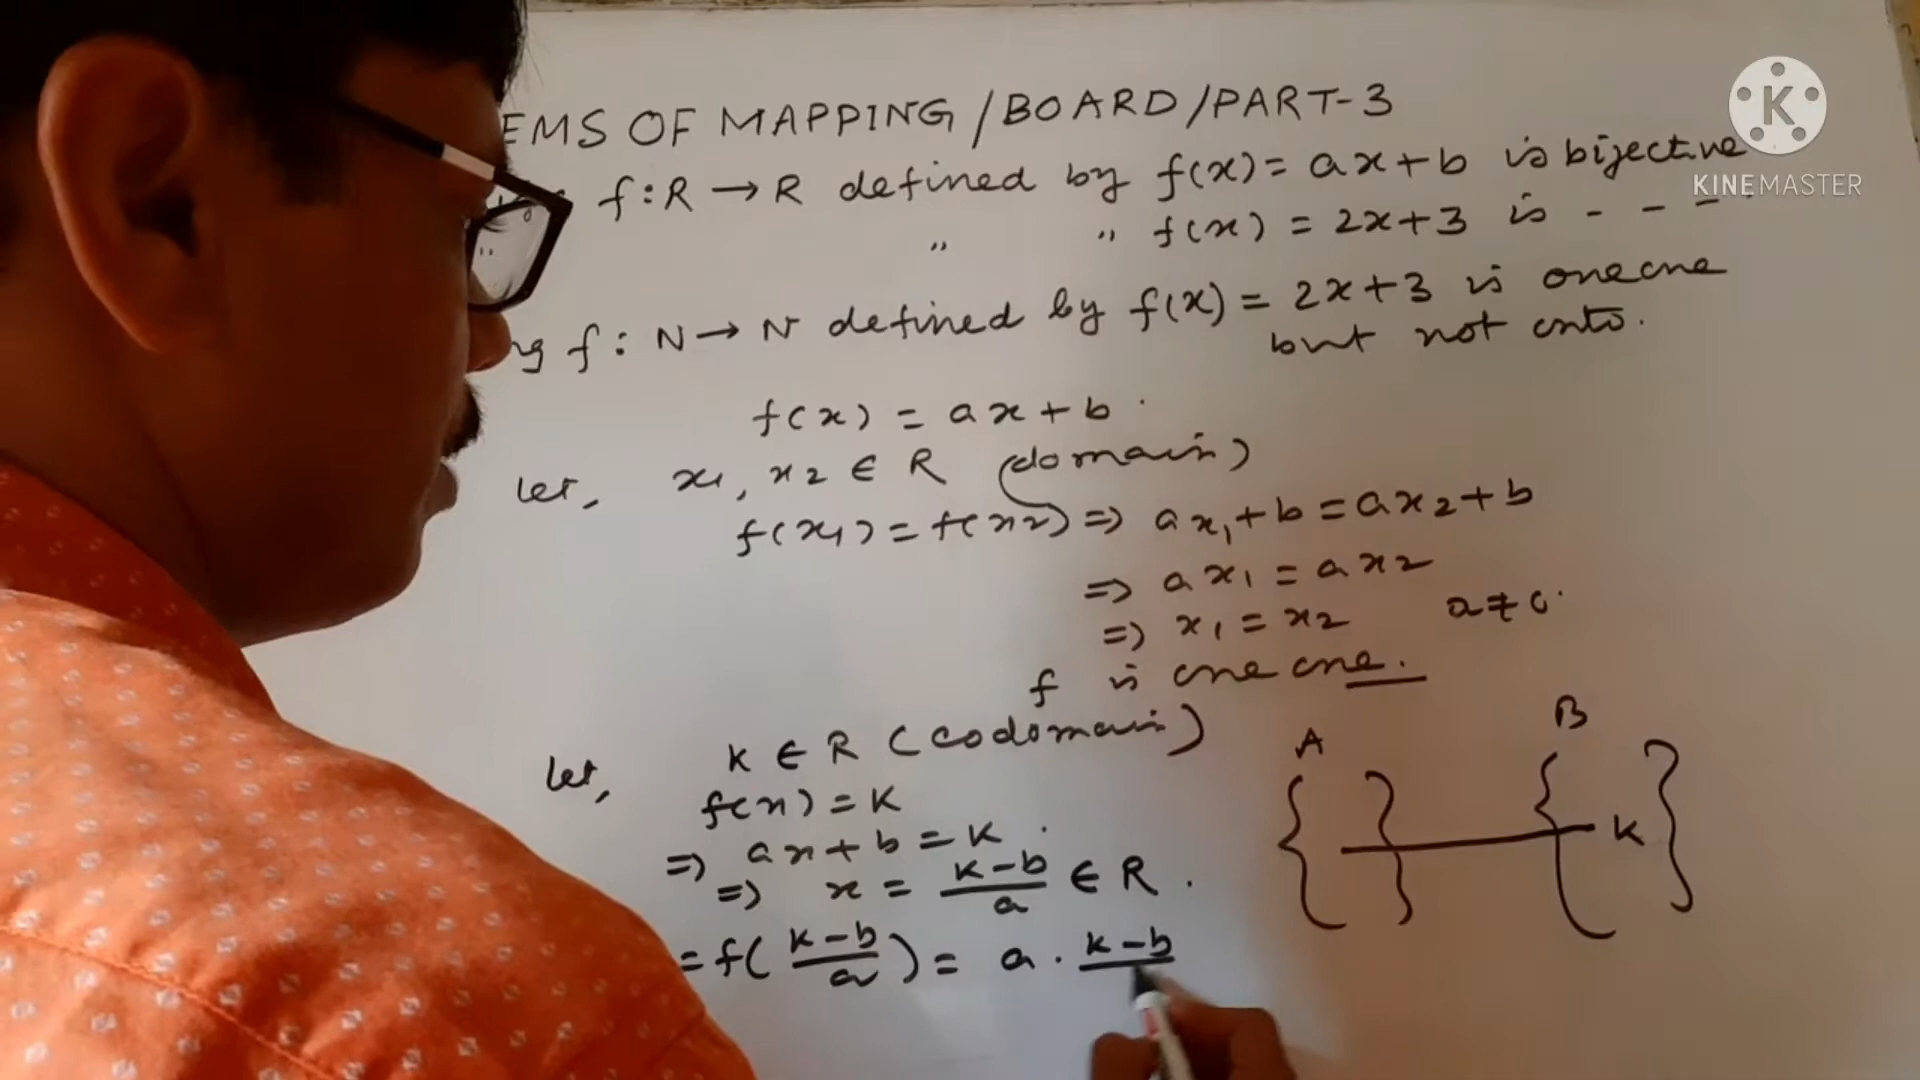 EMS OF MAPPING/BOARD/PART-3
f:R→R defined by f(x)= ax+b is bijective
" " f(x) = 2x+3 is - - -
f: N→N defined by f(x) = 2x+3 is oneone
but not onto.
f(x) = ax+b.
Let, x1, x2 ∈ R (domain)
f(x1)=f(x2) => ax1+b=ax2+b
=> ax1=ax2
=> x1=x2 a≠0.
f is one one.
Let, K ∈ R (codomain)
A B
f(x)=K
K
=> ax+b=K.
=> x = K-b/a ∈ R.
=f(K-b/a)= a. K-b
K
KINEMASTER